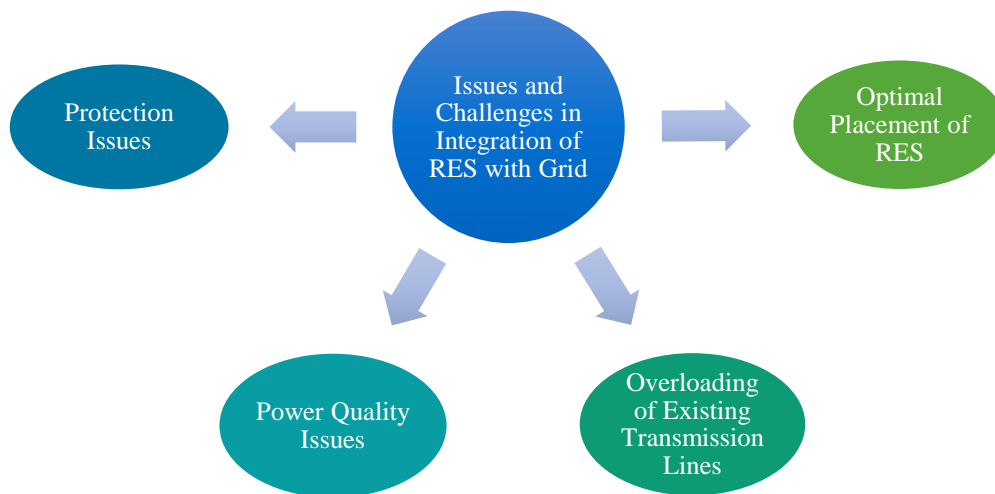 Issues and
Challenges in
Integration of
RES with Grid
Protection
Issues
Optimal
Placement of
RES
Power Quality
Issues
Overloading
of Existing
Transmission
Lines